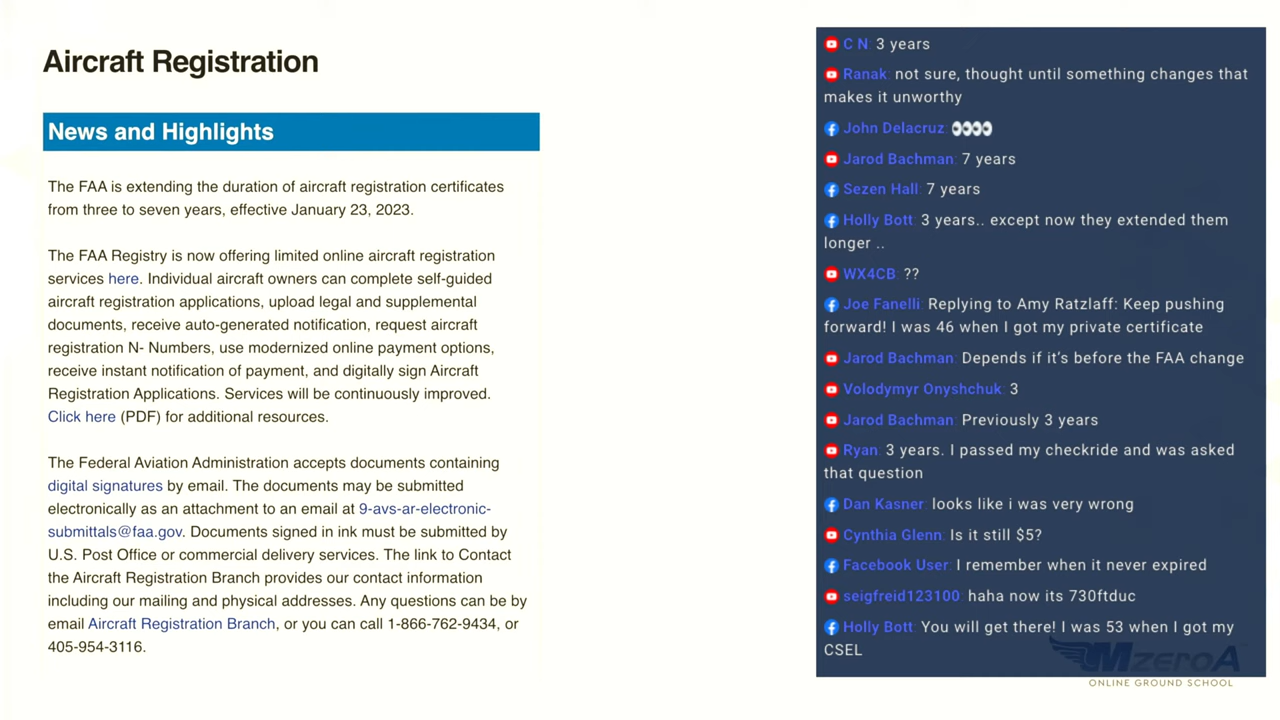 Aircraft Registration
News and Highlights
The FAA is extending the duration of aircraft registration certificates
from three to seven years, effective January 23, 2023.
The FAA Registry is now offering limited online aircraft registration
services here. Individual aircraft owners can complete self-guided
aircraft registration applications, upload legal and supplemental
documents, receive auto-generated notification, request aircraft
registration N- Numbers, use modernized online payment options,
receive instant notification of payment, and digitally sign Aircraft
Registration Applications. Services will be continuously improved.
Click here (PDF) for additional resources.
The Federal Aviation Administration accepts documents containing
digital signatures by email. The documents may be submitted
electronically as an attachment to an email at 9-avs-ar-electronic-
submittals@faa.gov. Documents signed in ink must be submitted by
U.S. Post Office or commercial delivery services. The link to Contact
the Aircraft Registration Branch provides our contact information
including our mailing and physical addresses. Any questions can be by
email Aircraft Registration Branch, or you can call 1-866-762-9434, or
405-954-3116.
C N: 3 years
Ranak: not sure, thought until something changes that
makes it unworthy
John Delacruz: 👀👀👀👀
Jarod Bachman: 7 years
Sezen Hall: 7 years
Holly Bott: 3 years.. except now they extended them
longer ..
WX4CB: ??
Joe Fanelli: Replying to Amy Ratzlaff: Keep pushing
forward! I was 46 when I got my private certificate
Jarod Bachman: Depends if it's before the FAA change
Volodymyr Onyshchuk: 3
Jarod Bachman: Previously 3 years
Ryan: 3 years. I passed my checkride and was asked
that question
Dan Kasner: looks like i was very wrong
Cynthia Glenn: Is it still $5?
Facebook User: I remember when it never expired
seigfreid123100: haha now its 730ftduc
Holly Bott: You will get there! I was 53 when I got my
CSEL
MzeroA
ONLINE GROUND SCHOOL